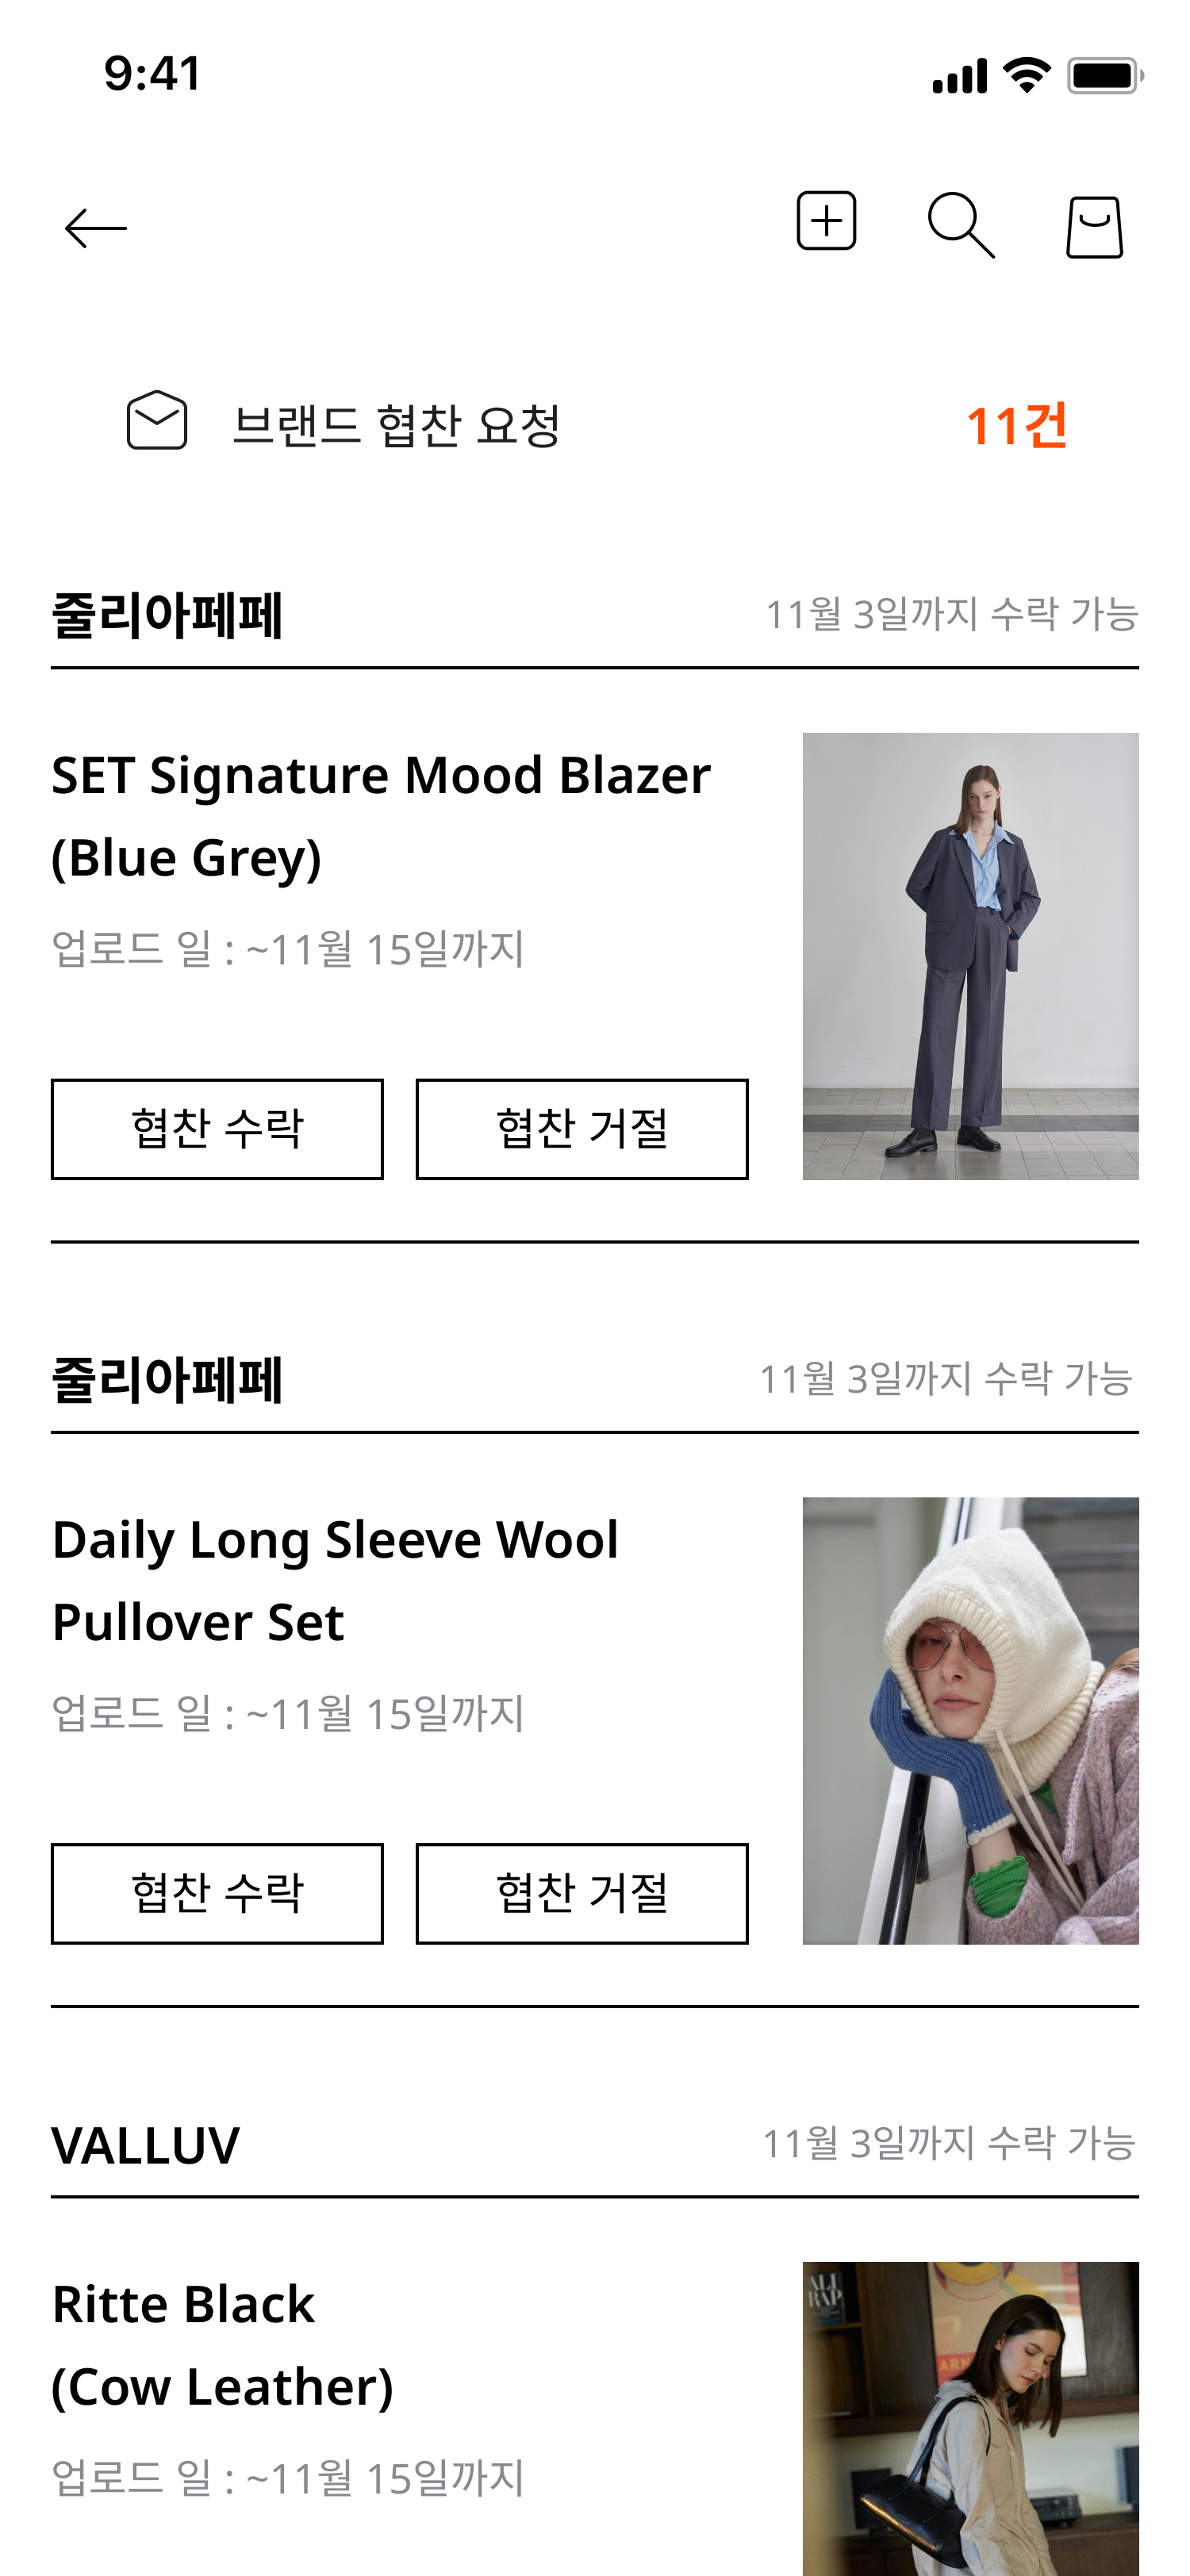 9:41
브랜드 협찬 요청 11건
줄리아페페 11월 3일까지 수락 가능
SET Signature Mood Blazer
(Blue Grey)
업로드 일 : ~11월 15일까지
협찬 수락 협찬 거절
줄리아페페 11월 3일까지 수락 가능
Daily Long Sleeve Wool
Pullover Set
업로드 일 : ~11월 15일까지
협찬 수락 협찬 거절
VALLUV 11월 3일까지 수락 가능
Ritte Black
(Cow Leather)
업로드 일 : ~11월 15일까지